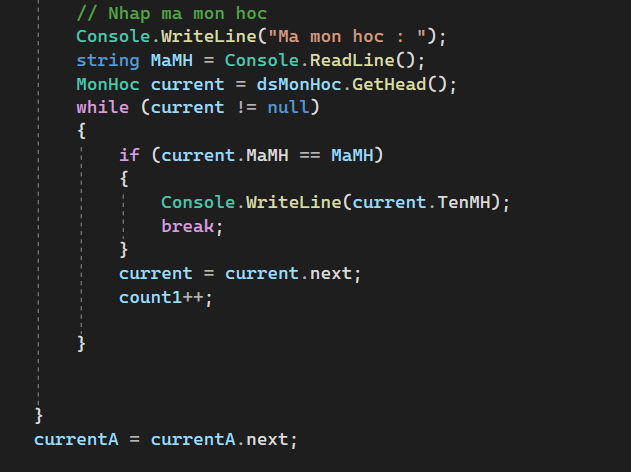 // Nhap ma mon hoc
Console.WriteLine("Ma mon hoc : ");
string MaMH = Console.ReadLine();
MonHoc current = dsMonHoc.GetHead();
while (current != null)
{
if (current.MaMH == MaMH)
{
Console.WriteLine(current.TenMH);
break;
}
current = current.next;
count1++;
}
}
currentA = currentA.next;